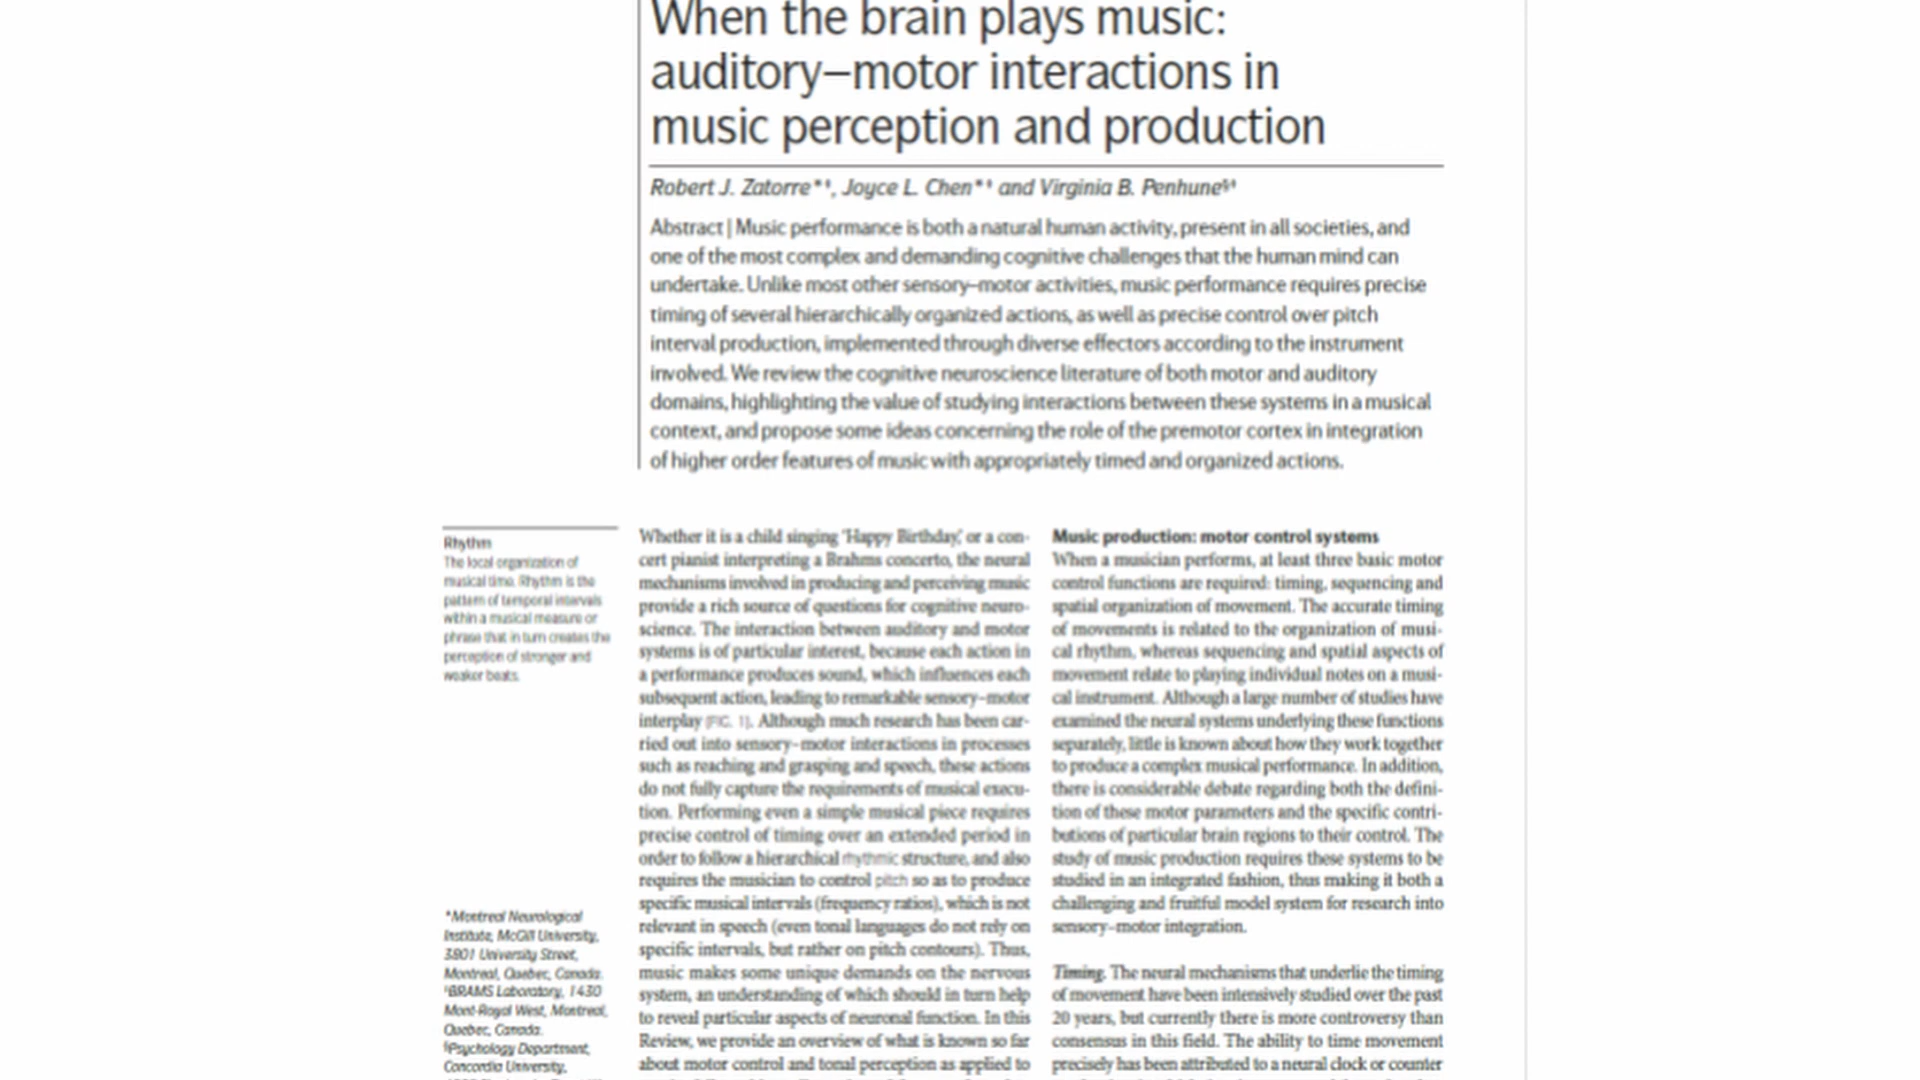 When the brain plays music:
auditory–motor interactions in
music perception and production
Robert J. Zatorre*‡, Joyce L. Chen*‡ and Virginia B. Penhune§‡
Abstract | Music performance is both a natural human activity, present in all societies, and
one of the most complex and demanding cognitive challenges that the human mind can
undertake. Unlike most other sensory–motor activities, music performance requires precise
timing of several hierarchically organized actions, as well as precise control over pitch
interval production, implemented through diverse effectors according to the instrument
involved. We review the cognitive neuroscience literature of both motor and auditory
domains, highlighting the value of studying interactions between these systems in a musical
context, and propose some ideas concerning the role of the premotor cortex in integration
of higher order features of music with appropriately timed and organized actions.
Rhythm
The local organization of
musical time. Rhythm is the
pattern of temporal intervals
within a musical measure or
phrase that in turn creates the
perception of stronger and
weaker beats.
*Montreal Neurological
Institute, McGill University,
3801 University Street,
Montreal, Quebec, Canada.
‡BRAMS Laboratory, 1430
Mont-Royal West, Montreal,
Quebec, Canada.
§Psychology Department,
Concordia University,
Whether it is a child singing ‘Happy Birthday’, or a con-
cert pianist interpreting a Brahms concerto, the neural
mechanisms involved in producing and perceiving music
provide a rich source of questions for cognitive neuro-
science. The interaction between auditory and motor
systems is of particular interest, because each action in
a performance produces sound, which influences each
subsequent action, leading to remarkable sensory–motor
interplay (FIG. 1). Although much research has been car-
ried out into sensory–motor interactions in processes
such as reaching and grasping and speech, these actions
do not fully capture the requirements of musical execu-
tion. Performing even a simple musical piece requires
precise control of timing over an extended period in
order to follow a hierarchical rhythmic structure, and also
requires the musician to control pitch so as to produce
specific musical intervals (frequency ratios), which is not
relevant in speech (even tonal languages do not rely on
specific intervals, but rather on pitch contours). Thus,
music makes some unique demands on the nervous
system, an understanding of which should in turn help
to reveal particular aspects of neuronal function. In this
Review, we provide an overview of what is known so far
about motor control and tonal perception as applied to
Music production: motor control systems
When a musician performs, at least three basic motor
control functions are required: timing, sequencing and
spatial organization of movement. The accurate timing
of movements is related to the organization of musi-
cal rhythm, whereas sequencing and spatial aspects of
movement relate to playing individual notes on a musi-
cal instrument. Although a large number of studies have
examined the neural systems underlying these functions
separately, little is known about how they work together
to produce a complex musical performance. In addition,
there is considerable debate regarding both the defini-
tion of these motor parameters and the specific contri-
butions of particular brain regions to their control. The
study of music production requires these systems to be
studied in an integrated fashion, thus making it both a
challenging and fruitful model system for research into
sensory–motor integration.
Timing. The neural mechanisms that underlie the timing
of movement have been intensively studied over the past
20 years, but currently there is more controversy than
consensus in this field. The ability to time movement
precisely has been attributed to a neural clock or counter